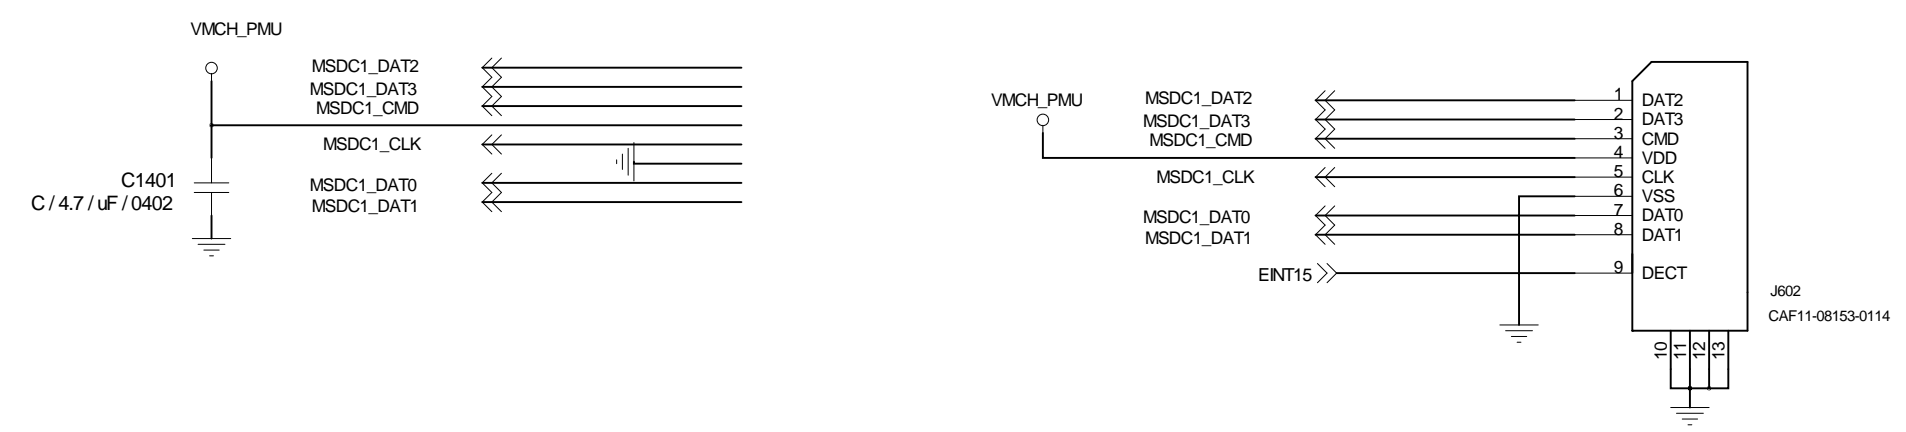 VMCH_PMU
MSDC1_DAT2
MSDC1_DAT3
MSDC1_CMD
MSDC1_CLK
C1401
C / 4.7 / uF / 0402
MSDC1_DAT0
MSDC1_DAT1
VMCH_PMU
MSDC1_DAT2
MSDC1_DAT3
MSDC1_CMD
MSDC1_CLK
MSDC1_DAT0
MSDC1_DAT1
EINT15
1 DAT2
2 DAT3
3 CMD
4 VDD
5 CLK
6 VSS
7 DAT0
8 DAT1
9 DECT
J602
CAF11-08153-0114
10
11
12
13